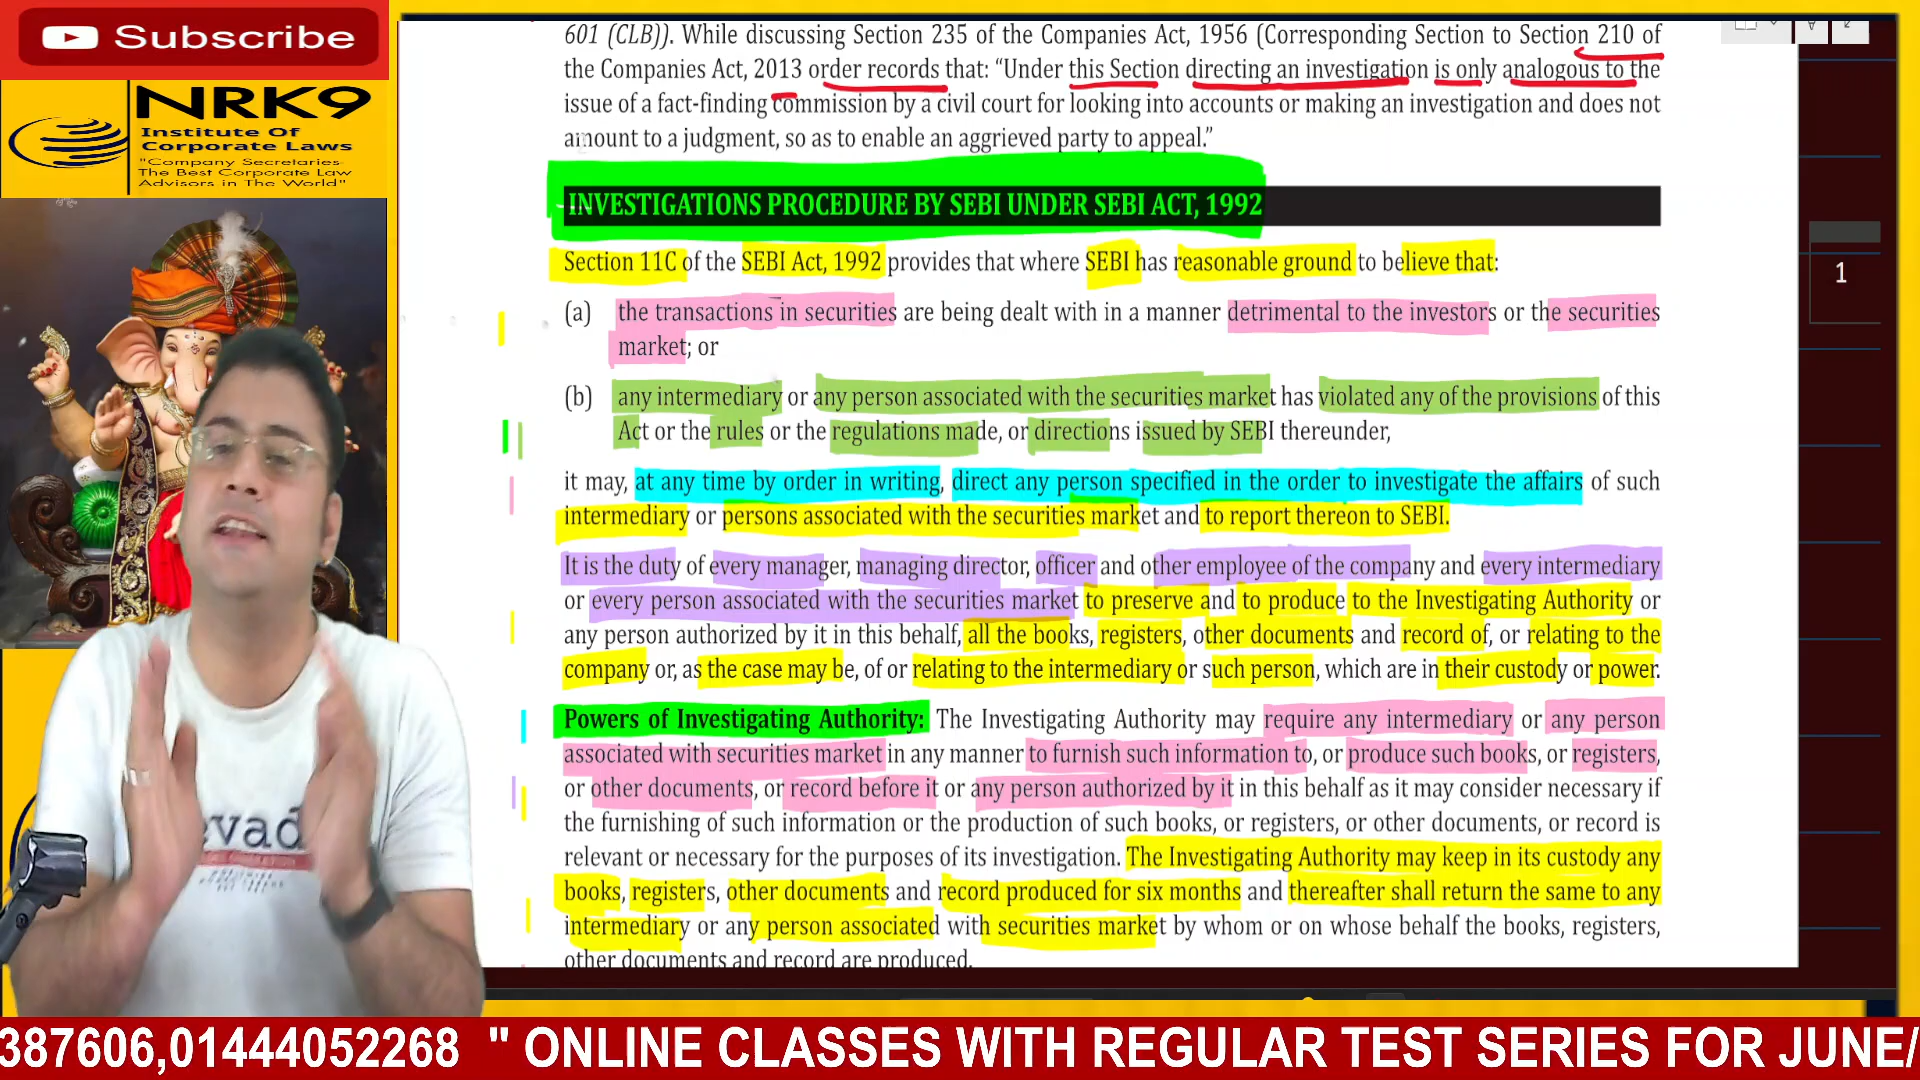 Subscribe
NRK9
Institute Of
Corporate Laws
"Company Secretaries-
The Best Corporate Law
Advisors in The World"
601 (CLB)). While discussing Section 235 of the Companies Act, 1956 (Corresponding Section to Section 210 of
the Companies Act, 2013 order records that: “Under this Section directing an investigation is only analogous to the
issue of a fact-finding commission by a civil court for looking into accounts or making an investigation and does not
amount to a judgment, so as to enable an aggrieved party to appeal.”
INVESTIGATIONS PROCEDURE BY SEBI UNDER SEBI ACT, 1992
Section 11C of the SEBI Act, 1992 provides that where SEBI has reasonable ground to believe that:
(a) the transactions in securities are being dealt with in a manner detrimental to the investors or the securities
market; or
(b) any intermediary or any person associated with the securities market has violated any of the provisions of this
Act or the rules or the regulations made, or directions issued by SEBI thereunder,
it may, at any time by order in writing, direct any person specified in the order to investigate the affairs of such
intermediary or persons associated with the securities market and to report thereon to SEBI.
It is the duty of every manager, managing director, officer and other employee of the company and every intermediary
or every person associated with the securities market to preserve and to produce to the Investigating Authority or
any person authorized by it in this behalf, all the books, registers, other documents and record of, or relating to the
company or, as the case may be, of or relating to the intermediary or such person, which are in their custody or power.
Powers of Investigating Authority: The Investigating Authority may require any intermediary or any person
associated with securities market in any manner to furnish such information to, or produce such books, or registers,
or other documents, or record before it or any person authorized by it in this behalf as it may consider necessary if
the furnishing of such information or the production of such books, or registers, or other documents, or record is
relevant or necessary for the purposes of its investigation. The Investigating Authority may keep in its custody any
books, registers, other documents and record produced for six months and thereafter shall return the same to any
intermediary or any person associated with securities market by whom or on whose behalf the books, registers,
other documents and record are produced.
1
evad
387606,01444052268 " ONLINE CLASSES WITH REGULAR TEST SERIES FOR JUNE/